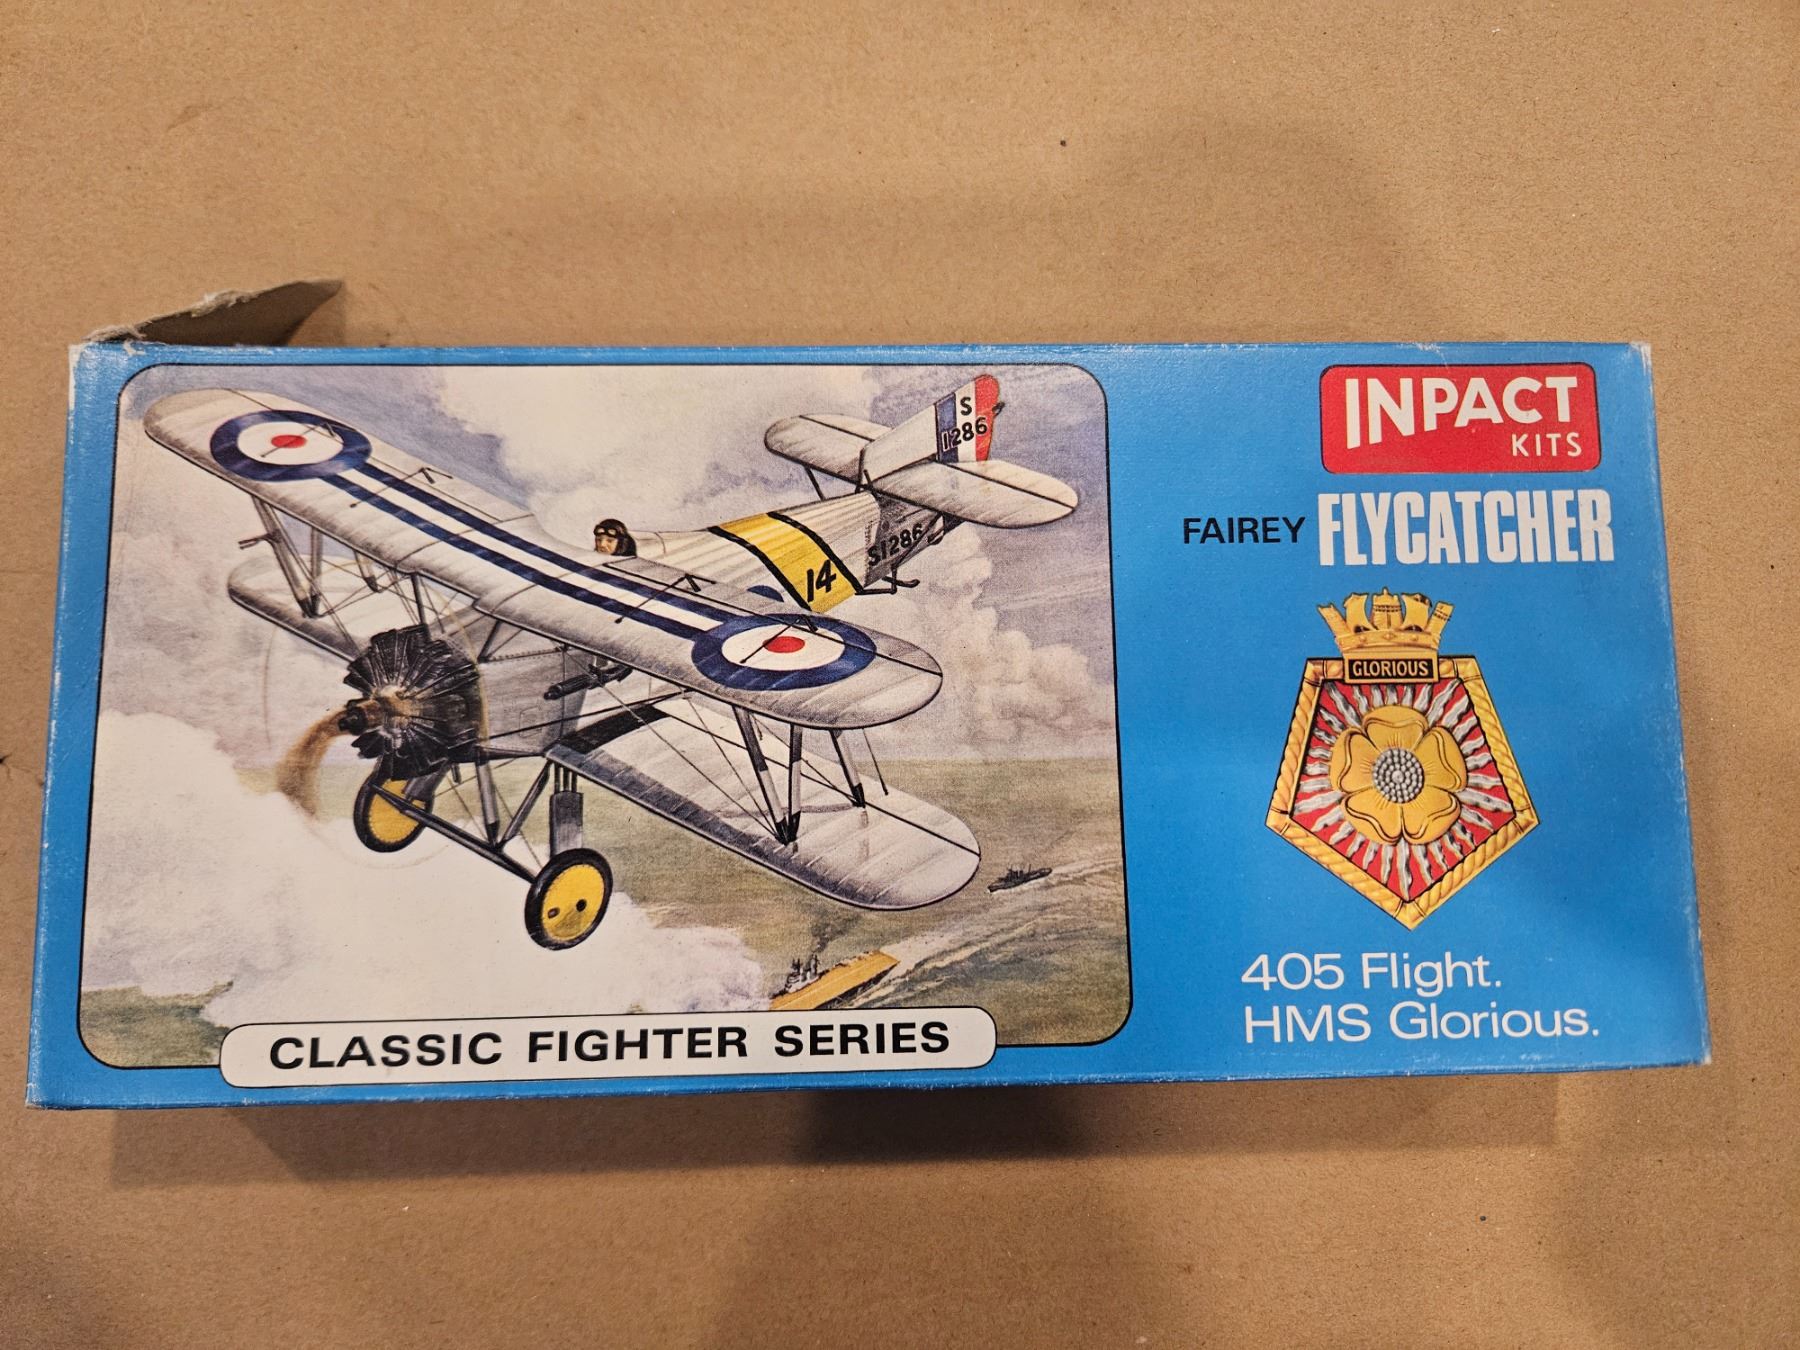 INPACT
KITS
FAIREY FLYCATCHER
GLORIOUS
405 Flight.
HMS Glorious.
S
1286
S1286
14
CLASSIC FIGHTER SERIES